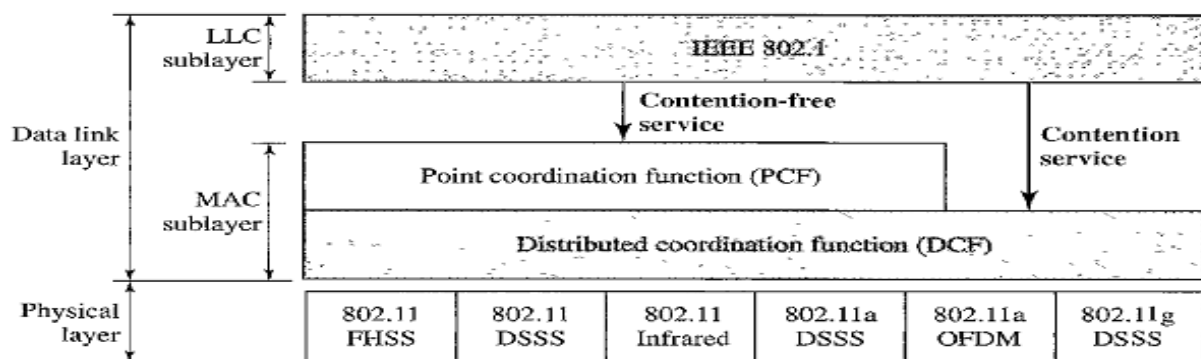 LLC
sublayer
IEEE 802.1
Contention-free
service
Contention
service
Data link
layer
MAC
sublayer
Point coordination function (PCF)
Distributed coordination function (DCF)
Physical
layer
802.11
FHSS
802.11
DSSS
802.11
Infrared
802.11a
DSSS
802.11a
OFDM
802.11g
DSSS